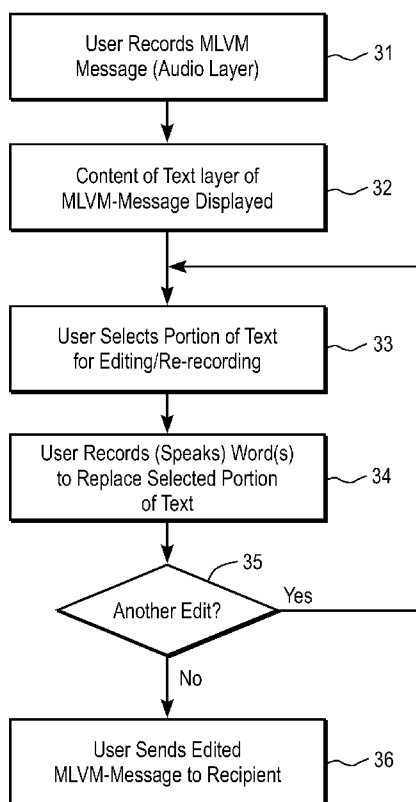 User Records MLVM
Message (Audio Layer)
31
Content of Text layer of
MLVM-Message Displayed
32
User Selects Portion of Text
for Editing/Re-recording
33
User Records (Speaks) Word(s)
to Replace Selected Portion
of Text
34
35
Another Edit?
Yes
No
User Sends Edited
MLVM-Message to Recipient
36